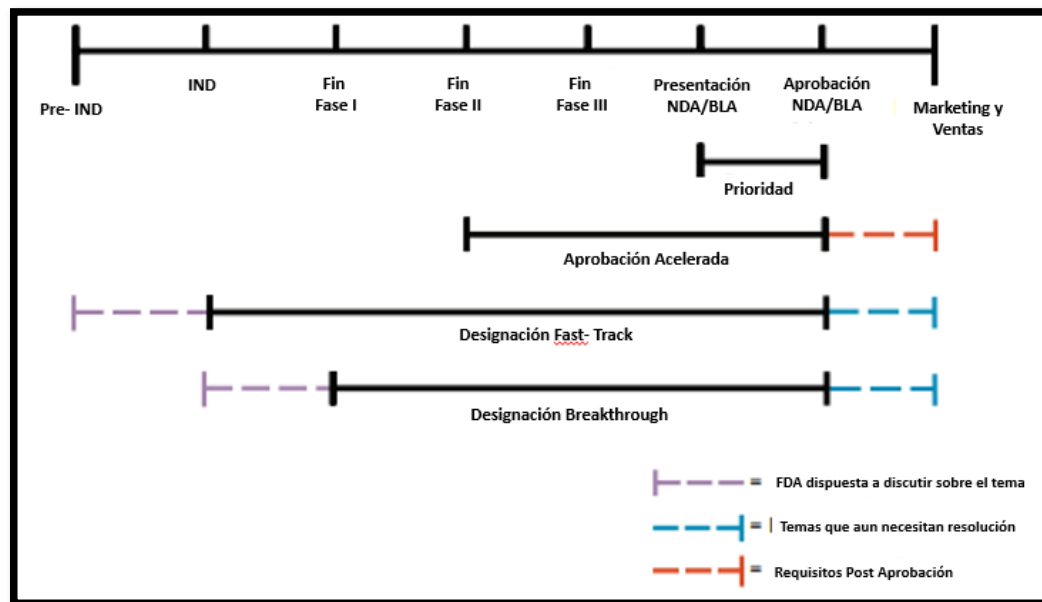 Pre- IND
IND
Fin
Fase I
Fin
Fase II
Fin
Fase III
Presentación
NDA/BLA
Aprobación
NDA/BLA
Marketing y
Ventas
Prioridad
Aprobación Acelerada
Designación Fast- Track
Designación Breakthrough
= FDA dispuesta a discutir sobre el tema
= | Temas que aun necesitan resolución
= Requisitos Post Aprobación